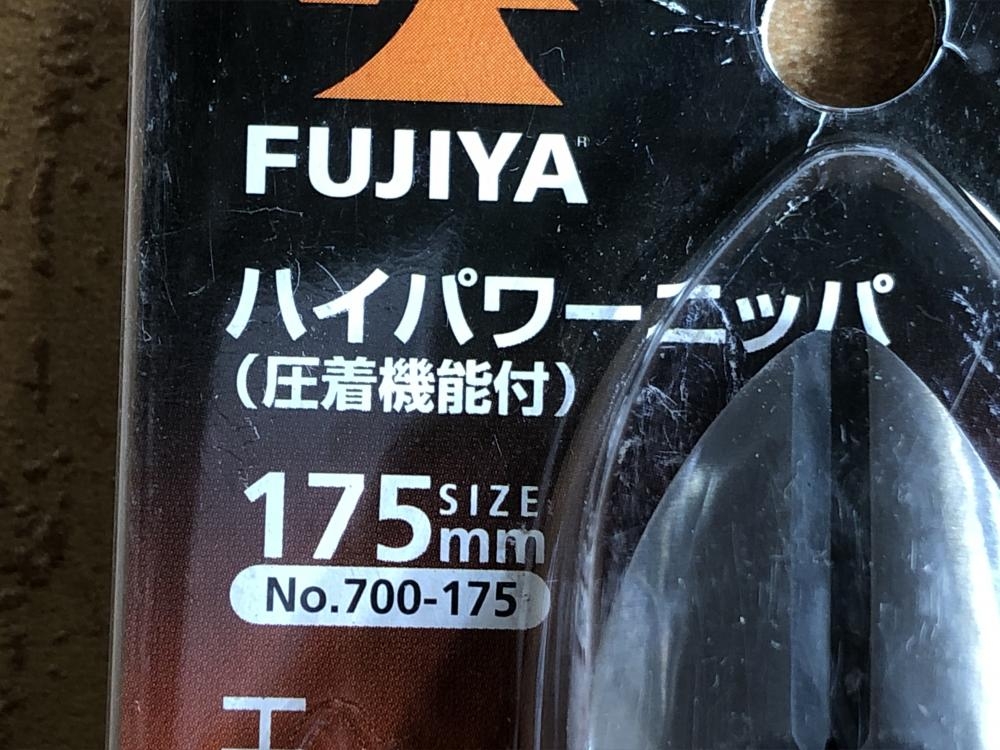 FUJIYA®
ハイパワーニッパ
（圧着機能付）
175 SIZE mm
No.700-175